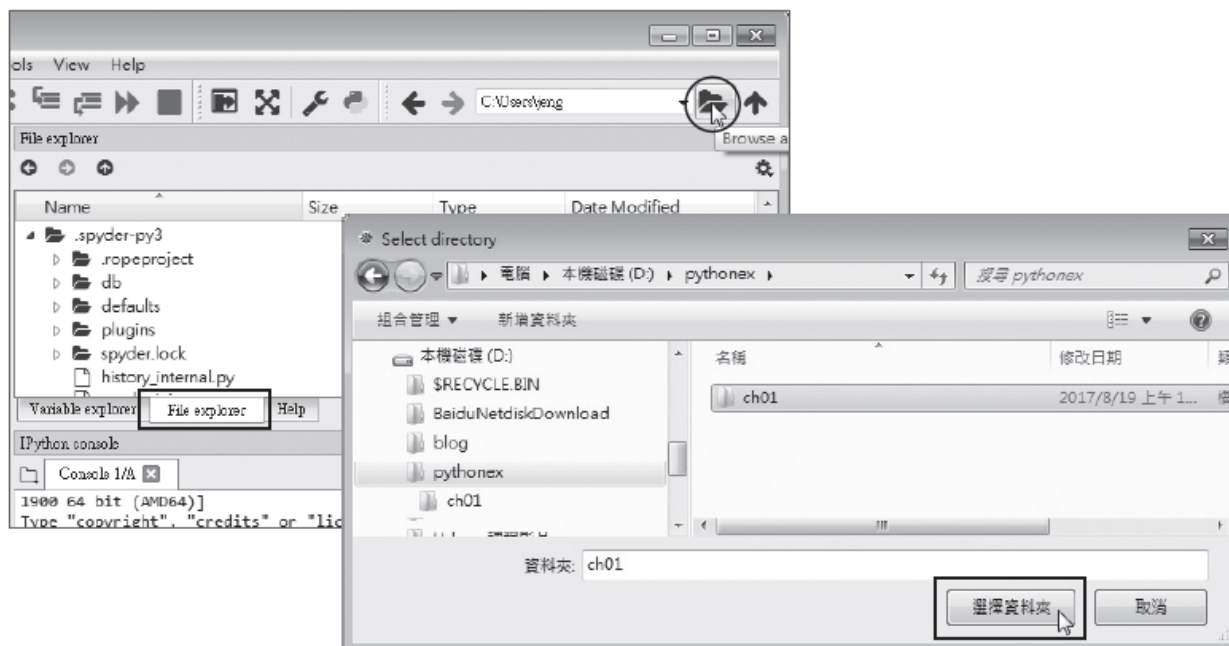 ols View Help
C:\Users\jeng
File explorer
Browse a
Name Size Type Date Modified
.spyder-py3
.ropeproject
db
defaults
plugins
spyder.lock
history_internal.py
Variable explorer File explorer Help
IPython console
Console 1/A
1900 64 bit (AMD64)]
Type "copyright", "credits" or "lic
Select directory
電腦 本機磁碟 (D:) pythonex
搜尋 pythonex
組合管理 新增資料夾
本機磁碟 (D:)
$RECYCLE.BIN
BaiduNetdiskDownload
blog
pythonex
ch01
名稱 修改日期 類
ch01 2017/8/19 上午 1... 檔
資料夾: ch01
選擇資料夾 取消